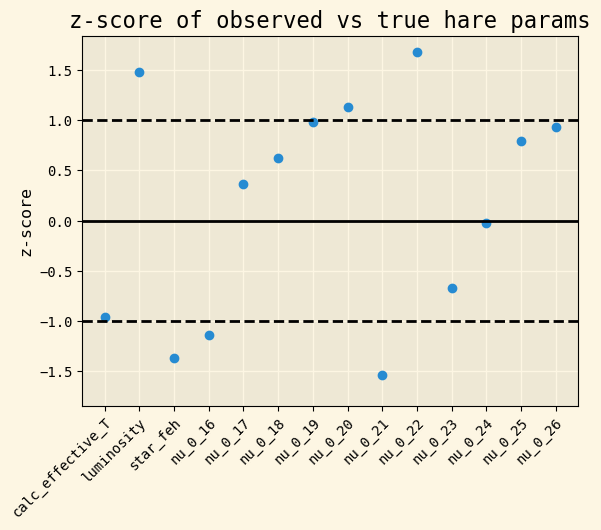 z-score of observed vs true hare params
z-score
1.5
1.0
0.5
0.0
−0.5
−1.0
−1.5
calc_effective_T
luminosity
star_feh
nu_0_16
nu_0_17
nu_0_18
nu_0_19
nu_0_20
nu_0_21
nu_0_22
nu_0_23
nu_0_24
nu_0_25
nu_0_26